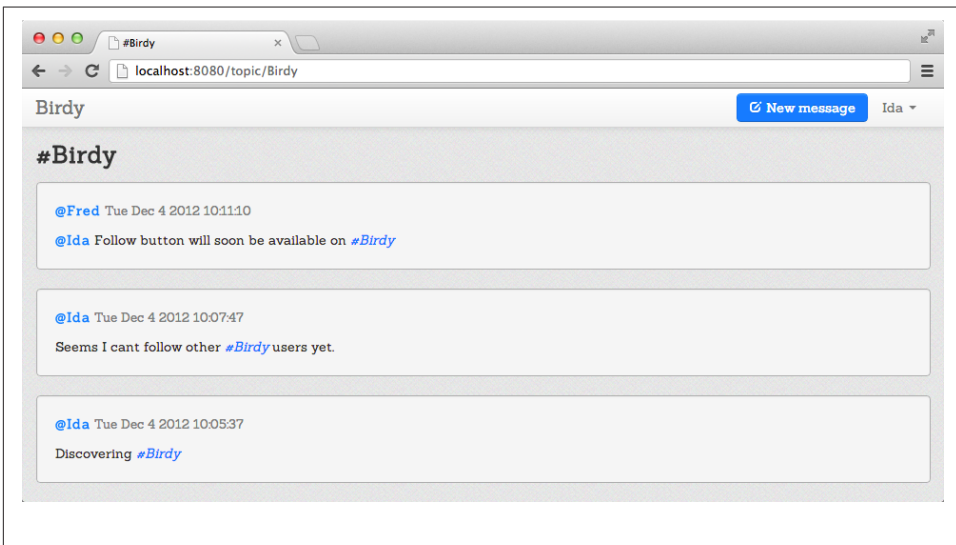 #Birdy
localhost:8080/topic/Birdy
Birdy
New message
Ida
#Birdy
@Fred Tue Dec 4 2012 10:11:10
@Ida Follow button will soon be available on #Birdy
@Ida Tue Dec 4 2012 10:07:47
Seems I cant follow other #Birdy users yet.
@Ida Tue Dec 4 2012 10:05:37
Discovering #Birdy